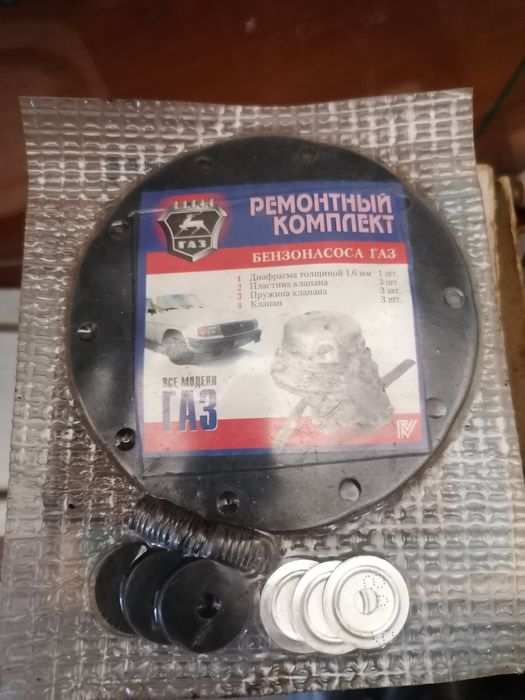 РЕМОНТНЫЙ
КОМПЛЕКТ
ГАЗ
БЕНЗОНАСОСА ГАЗ
1 Диафрагма толщиной 1,6 мм 1 шт.
2 Пластина клапана 3 шт.
3 Пружина клапана 3 шт.
4 Клапан 3 шт.
ВСЕ МОДЕЛИ
ГАЗ